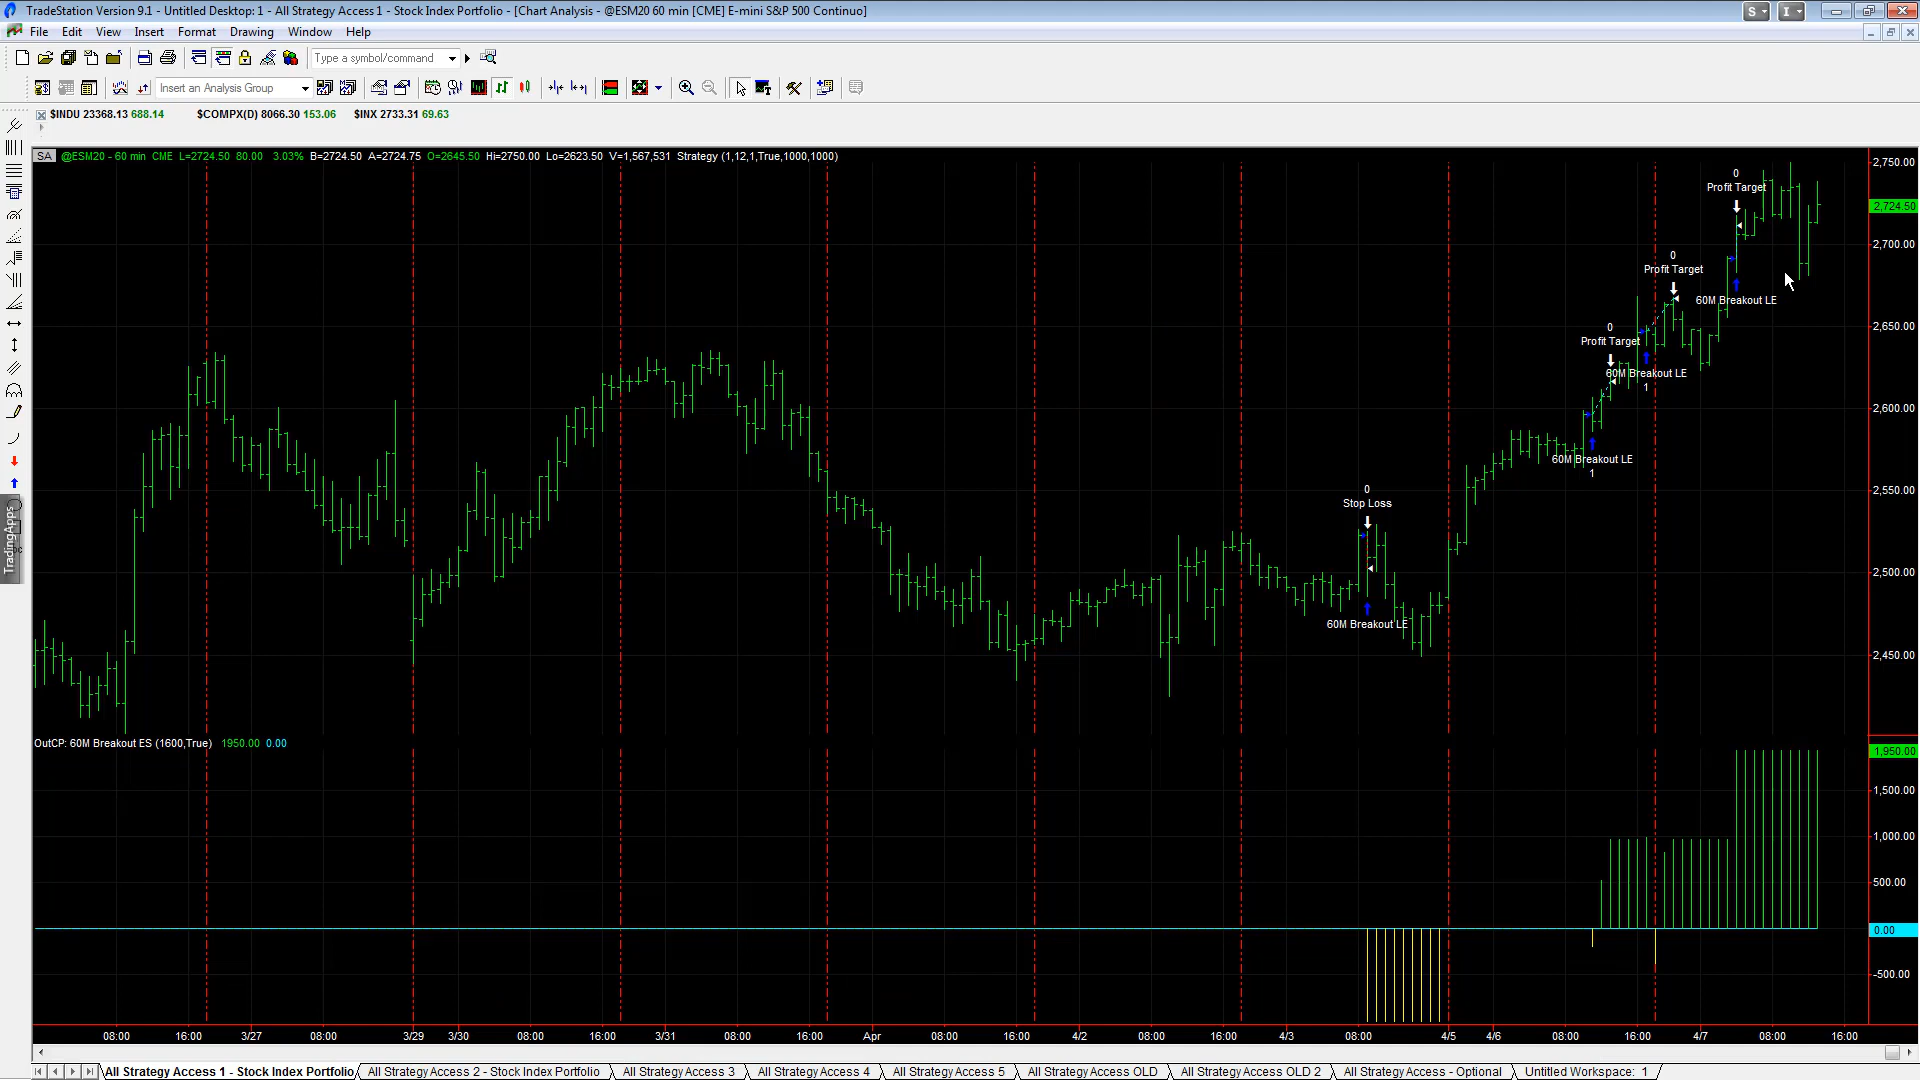 TradeStation Version 9.1 - Untitled Desktop: 1 - All Strategy Access 1 - Stock Index Portfolio - [Chart Analysis - @ESM20 60 min [CME] E-mini S&P 500 Continuo]
S
I
File Edit View Insert Format Drawing Window Help
Type a symbol/command
Insert an Analysis Group
$INDU 23368.13 688.14 $COMPX(D) 8066.30 153.06 $INX 2733.31 69.63
SA @ESM20 - 60 min CME L=2724.50 80.00 3.03% B=2724.50 A=2724.75 O=2645.50 Hi=2750.00 Lo=2623.50 V=1,567,531 Strategy (1,12,1,True,1000,1000)
2,750.00
0
Profit Target
2,724.50
2,700.00
0
Profit Target
60M Breakout LE
2,650.00
0
Profit Target
60M Breakout LE
1
2,600.00
60M Breakout LE
1
2,550.00
0
Stop Loss
2,500.00
60M Breakout LE
2,450.00
TradingApps
OutCP: 60M Breakout ES (1600,True) 1950.00 0.00
1,950.00
1,500.00
1,000.00
500.00
0.00
-500.00
08:00 16:00 3/27 08:00 3/29 3/30 08:00 16:00 3/31 08:00 16:00 Apr 08:00 16:00 4/2 08:00 16:00 4/3 08:00 4/5 4/6 08:00 16:00 4/7 08:00 16:00
All Strategy Access 1 - Stock Index Portfolio All Strategy Access 2 - Stock Index Portfolio All Strategy Access 3 All Strategy Access 4 All Strategy Access 5 All Strategy Access OLD All Strategy Access OLD 2 All Strategy Access - Optional Untitled Workspace: 1